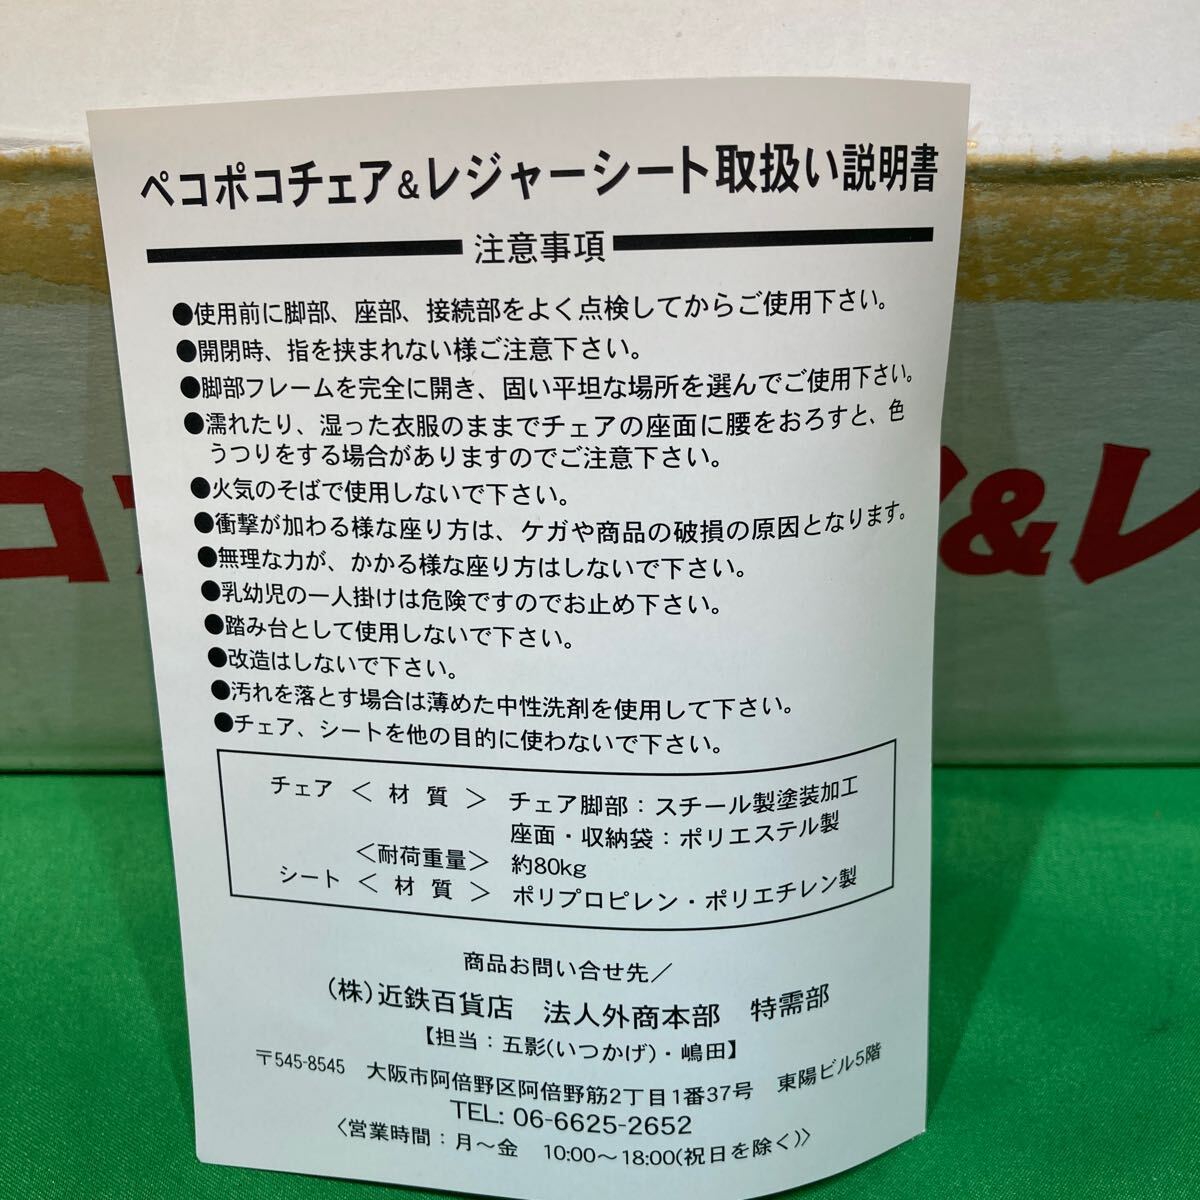 ペコポコチェア&レジャーシート取扱い説明書
注意事項
●使用前に脚部、座部、接続部をよく点検してからご使用下さい。
●開閉時、指を挟まれない様ご注意下さい。
●脚部フレームを完全に開き、固い平坦な場所を選んでご使用下さい。
●濡れたり、湿った衣服のままでチェアの座面に腰をおろすと、色
うつりをする場合がありますのでご注意下さい。
●火気のそばで使用しないで下さい。
●衝撃が加わる様な座り方は、ケガや商品の破損の原因となります。
●無理な力が、かかる様な座り方はしないで下さい。
●乳幼児の一人掛けは危険ですのでお止め下さい。
●踏み台として使用しないで下さい。
●改造はしないで下さい。
●汚れを落とす場合は薄めた中性洗剤を使用して下さい。
●チェア、シートを他の目的に使わないで下さい。
チェア＜材質＞ チェア脚部：スチール製塗装加工
座面・収納袋：ポリエステル製
＜耐荷重量＞ 約80kg
シート＜材質＞ ポリプロピレン・ポリエチレン製
商品お問い合せ先／
(株)近鉄百貨店 法人外商本部 特需部
【担当：五影(いつかげ)・嶋田】
〒545-8545 大阪市阿倍野区阿倍野筋2丁目1番37号 東陽ビル5階
TEL: 06-6625-2652
〈営業時間：月～金 10:00～18:00(祝日を除く)〉
コ
&レ